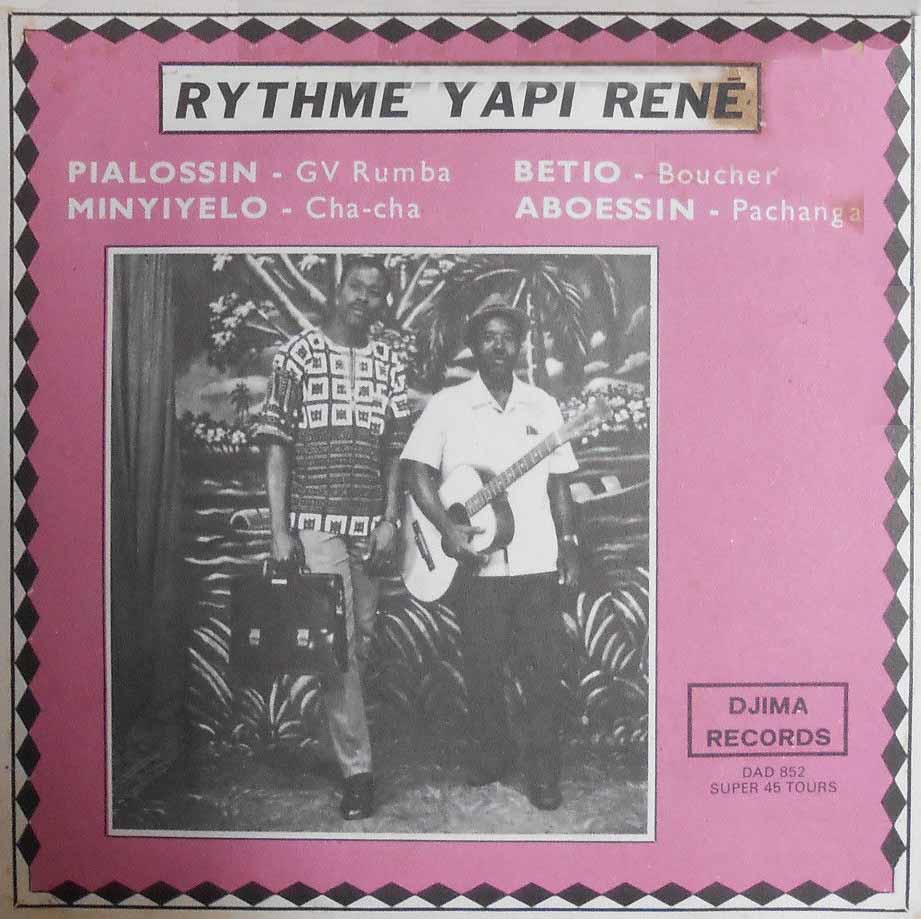 RYTHME YAPI RENÉ
PIALOSSIN - GV Rumba
MINYIYELO - Cha-cha
BETIO - Boucher
ABOESSIN - Pachanga
DJIMA
RECORDS
DAD 852
SUPER 45 TOURS